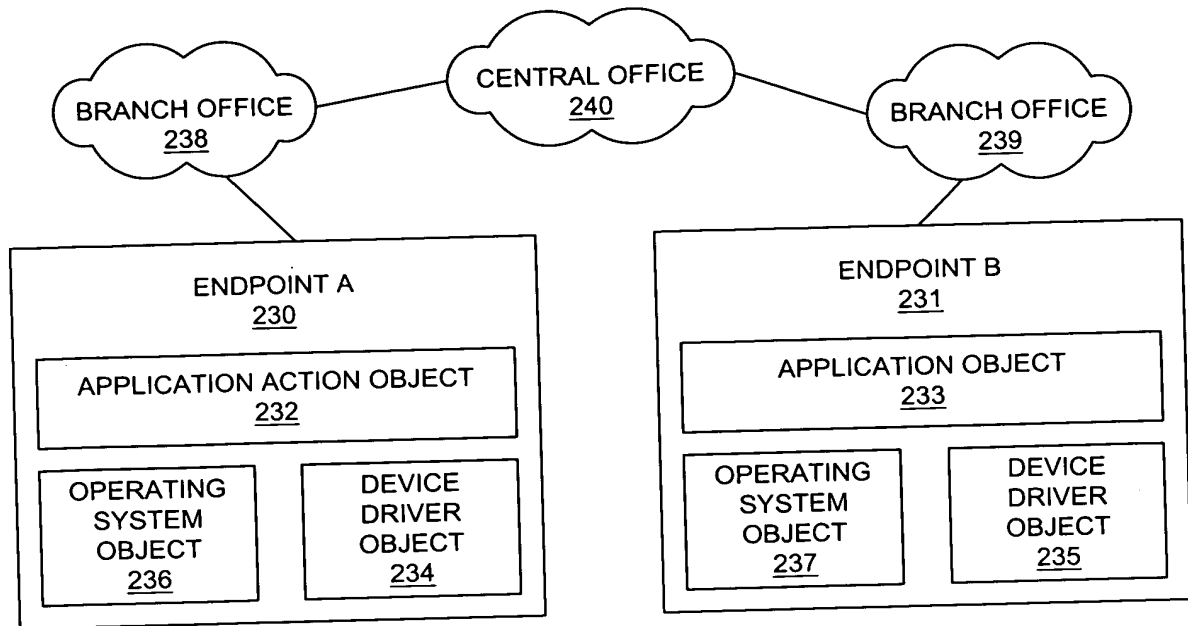 CENTRAL OFFICE
240
BRANCH OFFICE
238
BRANCH OFFICE
239
ENDPOINT A
230
APPLICATION ACTION OBJECT
232
OPERATING
SYSTEM
OBJECT
236
DEVICE
DRIVER
OBJECT
234
ENDPOINT B
231
APPLICATION OBJECT
233
OPERATING
SYSTEM
OBJECT
237
DEVICE
DRIVER
OBJECT
235